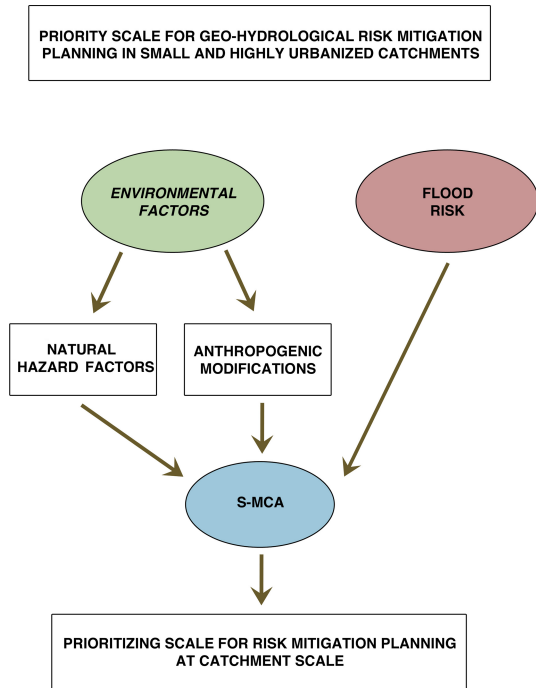 PRIORITY SCALE FOR GEO-HYDROLOGICAL RISK MITIGATION
PLANNING IN SMALL AND HIGHLY URBANIZED CATCHMENTS
ENVIRONMENTAL
FACTORS
FLOOD
RISK
NATURAL
HAZARD FACTORS
ANTHROPOGENIC
MODIFICATIONS
S-MCA
PRIORITIZING SCALE FOR RISK MITIGATION PLANNING
AT CATCHMENT SCALE